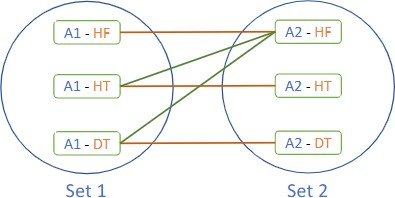 A1 - HF A2 - HF
A1 - HT A2 - HT
A1 - DT A2 - DT
Set 1 Set 2